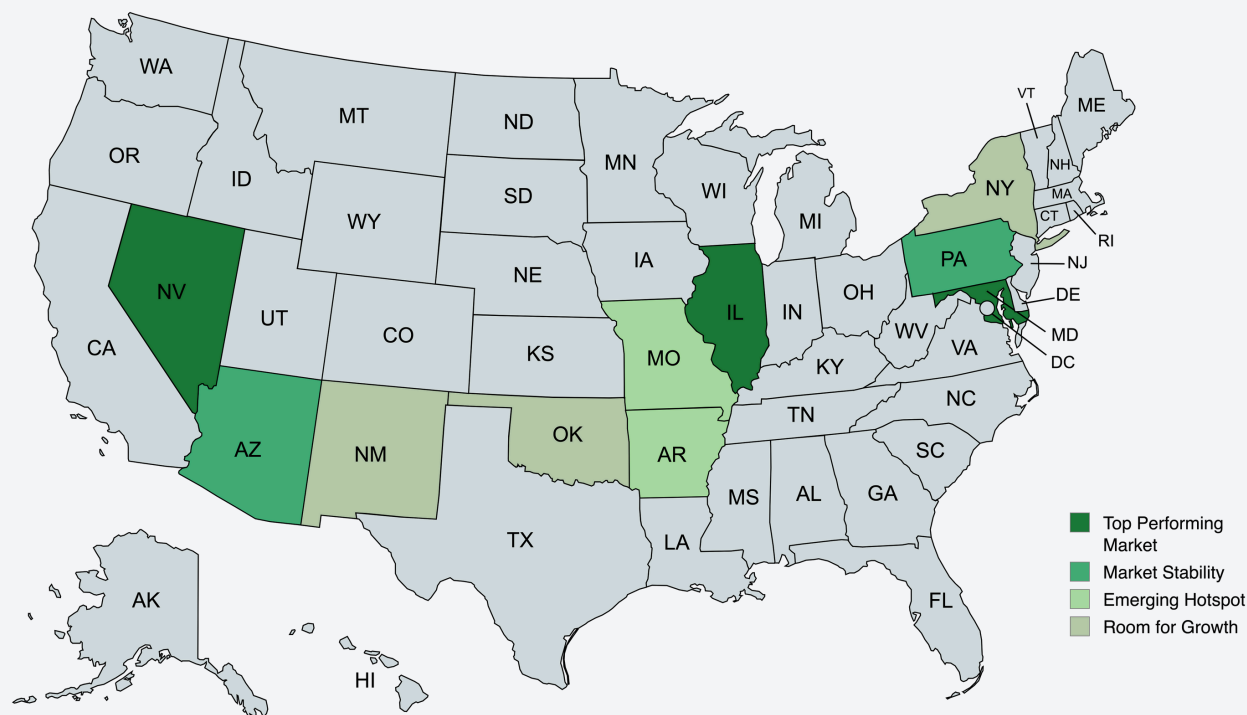 WA
MT
ND
MN
VT
ME
OR
ID
SD
WI
MI
NY
NH
MA
CT
RI
WY
NE
IA
PA
NJ
NV
UT
CO
KS
MO
IL
IN
OH
WV
VA
DE
MD
DC
CA
KY
AZ
NM
OK
AR
TN
NC
SC
MS
AL
GA
TX
LA
FL
AK
HI
Top Performing
Market
Market Stability
Emerging Hotspot
Room for Growth